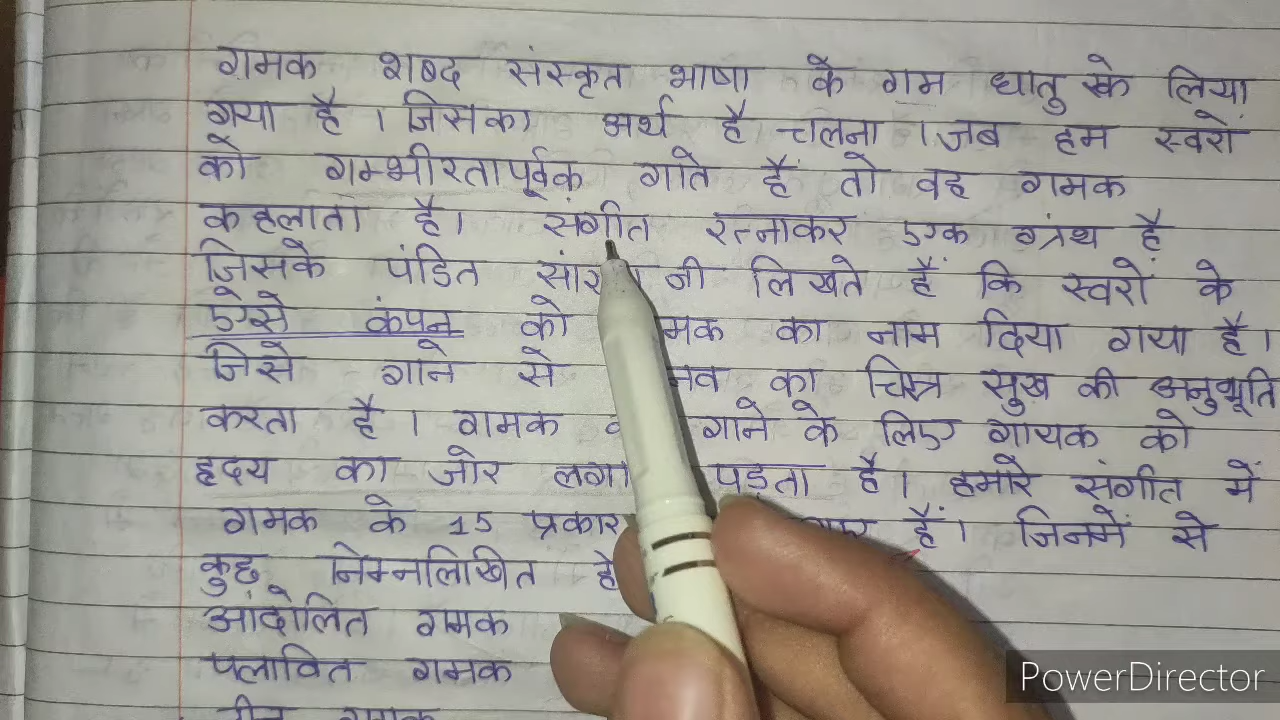 गमक शब्द संस्कृत भाषा के गम धातु के लिया
गया है । जिसका अर्थ है चलना । जब हम स्वरों
को गम्भीरतापूर्वक गाते हैं तो वह गमक
कहलाता है। संगीत रत्नाकर एक ग्रंथ है
जिसके पंडित जी लिखते हैं कि स्वरों के
ऐसे कंपन को का नाम दिया गया है।
जिसे गाने से का चित्त सुख की अनुभूति
करता है । गमक गाने के लिए गायक को
हृदय का जोर पड़ता है। हमारे संगीत में
गमक के 15 प्रकार हैं। जिनमें से
कुछ निम्नलिखित है
आंदोलित गमक
पलावित गमक
गमक
PowerDirector